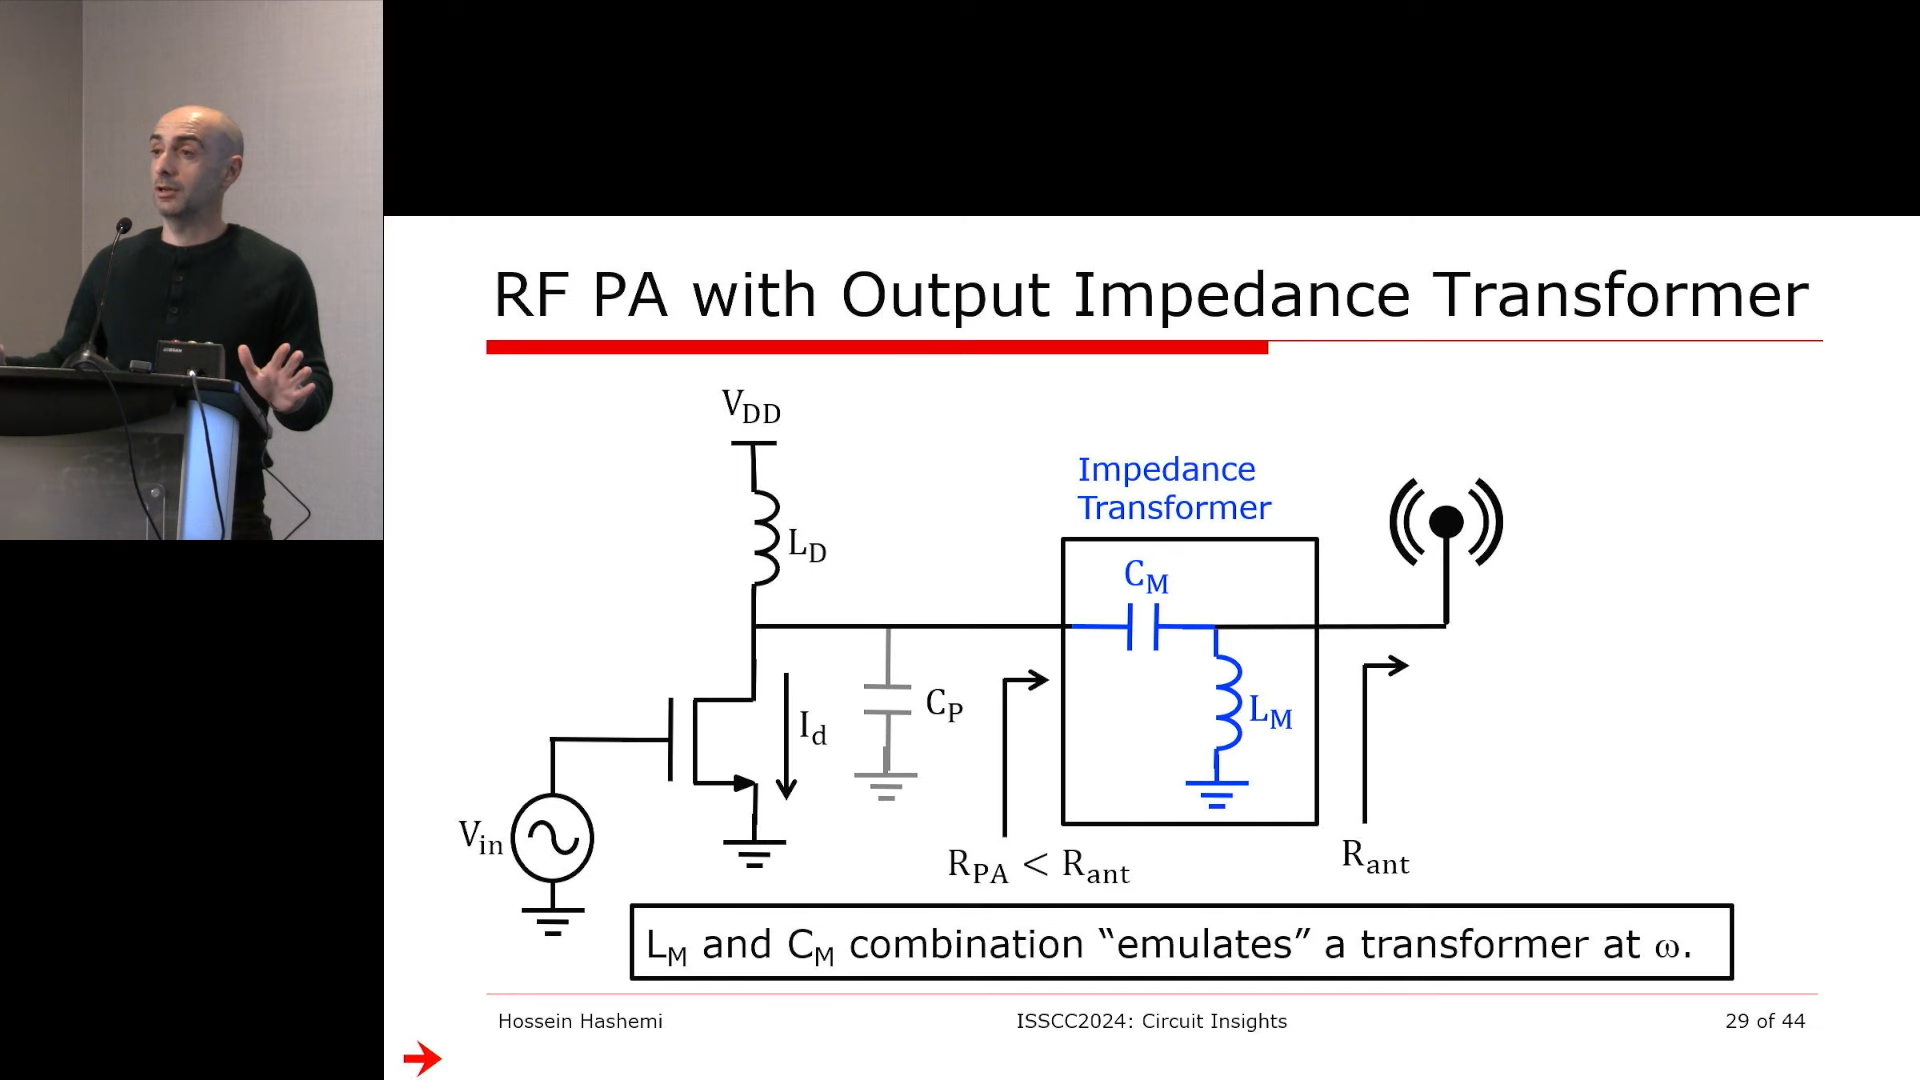 RF PA with Output Impedance Transformer
V_DD
Impedance
Transformer
L_D
C_M
I_d
C_P
L_M
V_in
R_PA < R_ant
R_ant
L_M and C_M combination “emulates” a transformer at ω.
Hossein Hashemi
ISSCC2024: Circuit Insights
29 of 44